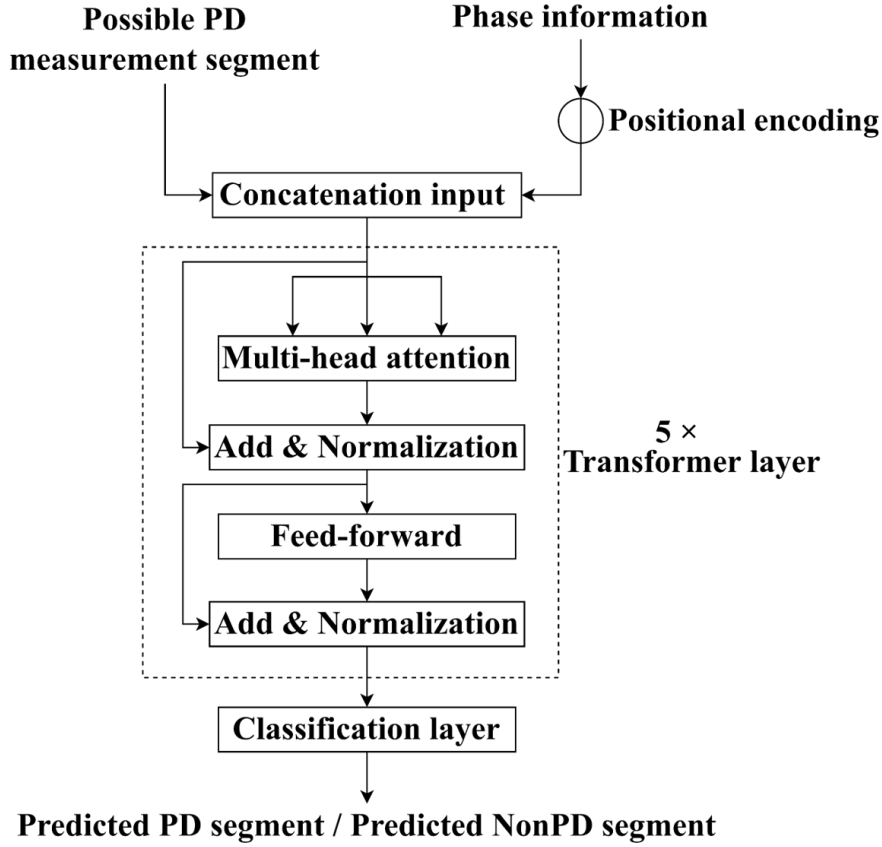 Possible PD
measurement segment
Phase information
Positional encoding
Concatenation input
Multi-head attention
Add & Normalization
5 ×
Transformer layer
Feed-forward
Add & Normalization
Classification layer
Predicted PD segment / Predicted NonPD segment